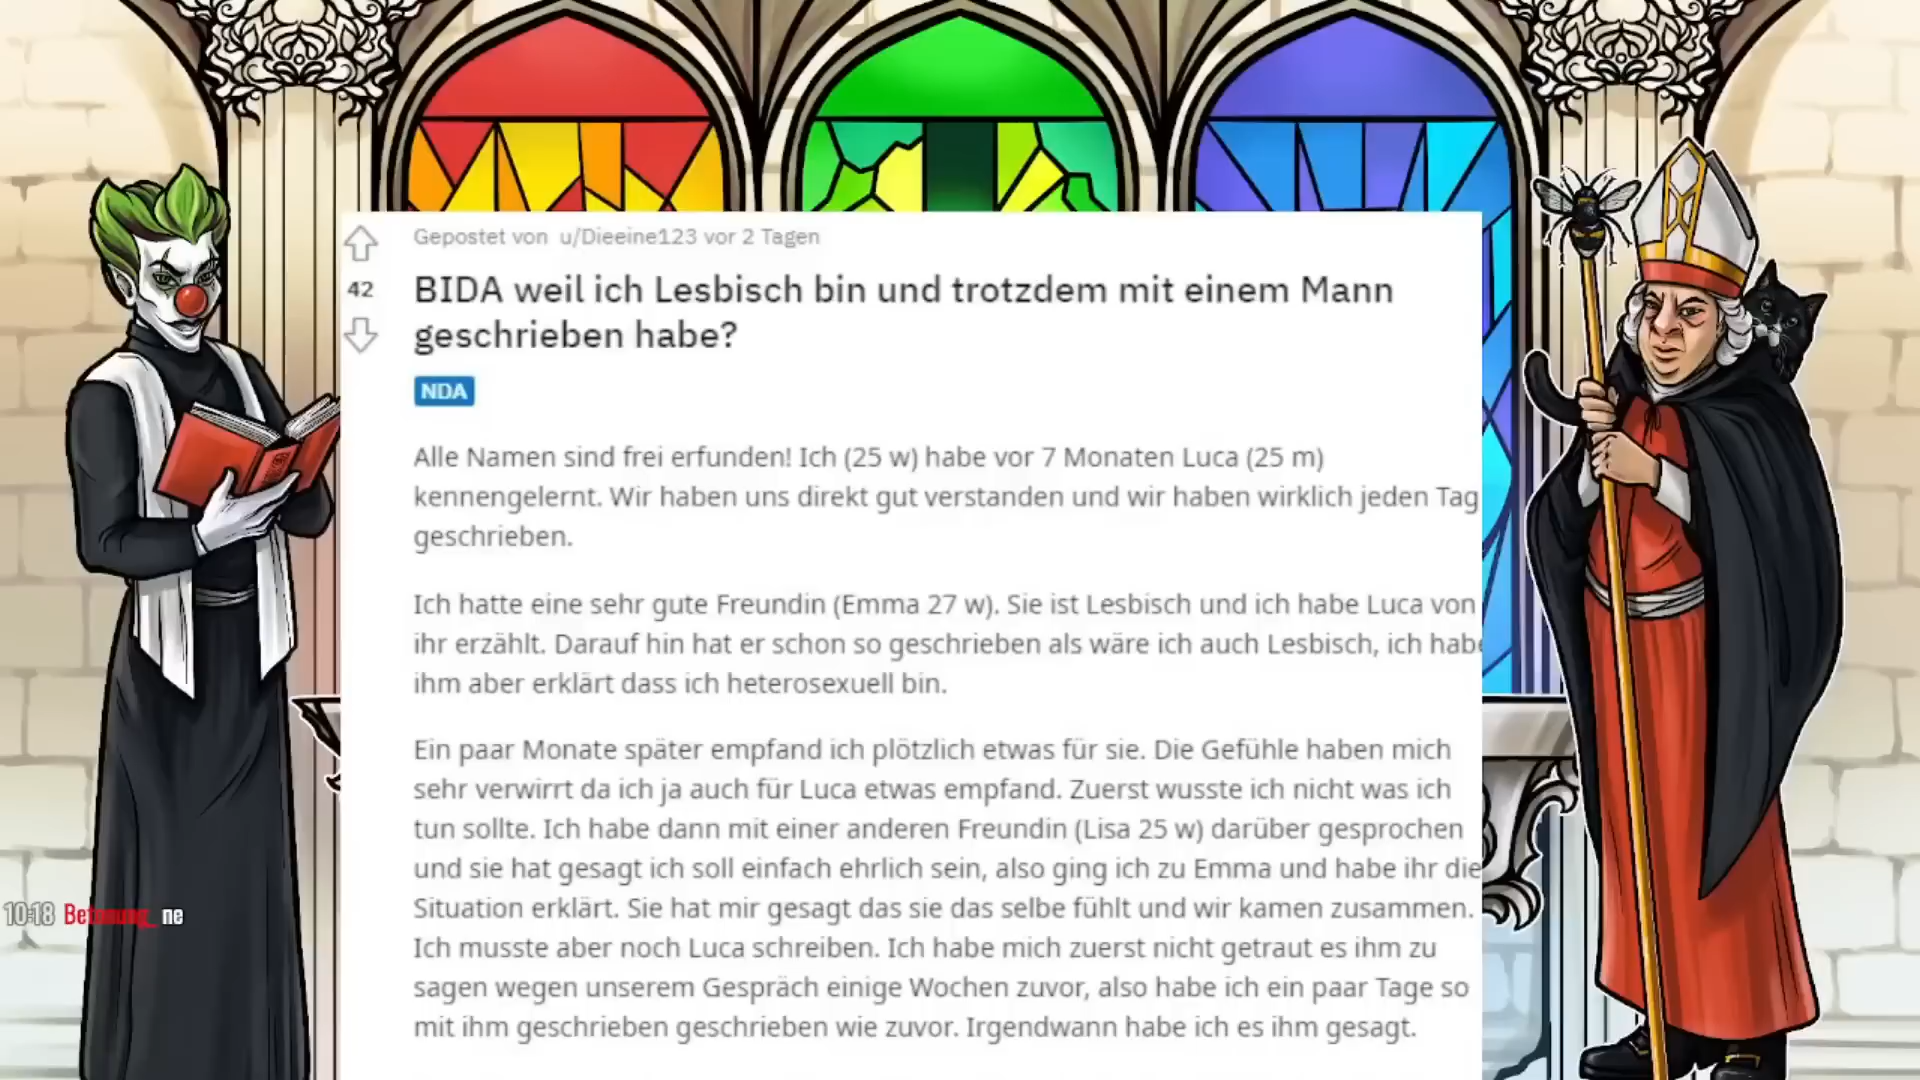 Gepostet von u/Dieeine123 vor 2 Tagen
42
BIDA weil ich Lesbisch bin und trotzdem mit einem Mann
geschrieben habe?
NDA
Alle Namen sind frei erfunden! Ich (25 w) habe vor 7 Monaten Luca (25 m)
kennengelernt. Wir haben uns direkt gut verstanden und wir haben wirklich jeden Tag
geschrieben.
Ich hatte eine sehr gute Freundin (Emma 27 w). Sie ist Lesbisch und ich habe Luca von
ihr erzählt. Darauf hin hat er schon so geschrieben als wäre ich auch Lesbisch, ich habe
ihm aber erklärt dass ich heterosexuell bin.
Ein paar Monate später empfand ich plötzlich etwas für sie. Die Gefühle haben mich
sehr verwirrt da ich ja auch für Luca etwas empfand. Zuerst wusste ich nicht was ich
tun sollte. Ich habe dann mit einer anderen Freundin (Lisa 25 w) darüber gesprochen
und sie hat gesagt ich soll einfach ehrlich sein, also ging ich zu Emma und habe ihr die
Situation erklärt. Sie hat mir gesagt das sie das selbe fühlt und wir kamen zusammen.
Ich musste aber noch Luca schreiben. Ich habe mich zuerst nicht getraut es ihm zu
sagen wegen unserem Gespräch einige Wochen zuvor, also habe ich ein paar Tage so
mit ihm geschrieben geschrieben wie zuvor. Irgendwann habe ich es ihm gesagt.
10:18 ne